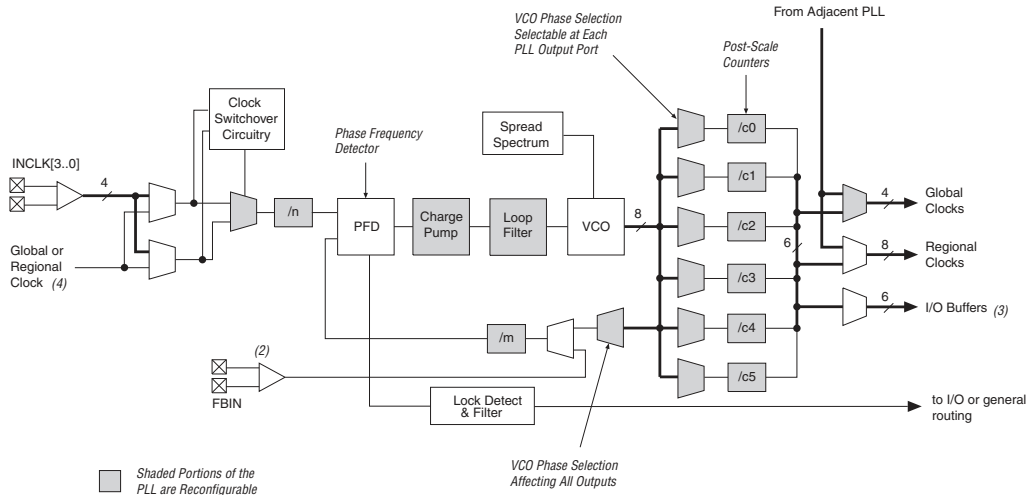 From Adjacent PLL
VCO Phase Selection
Selectable at Each
PLL Output Port
Post-Scale
Counters
Clock
Switchover
Circuitry
Phase Frequency
Detector
Spread
Spectrum
/c0
INCLK[3..0]
4
/c1
4
Global
Clocks
/n
PFD
Charge
Pump
Loop
Filter
VCO
8
/c2
6
8
Regional
Clocks
Global or
Regional
Clock (4)
/c3
6
I/O Buffers (3)
/m
/c4
(2)
FBIN
/c5
Lock Detect
& Filter
to I/O or general
routing
VCO Phase Selection
Affecting All Outputs
Shaded Portions of the
PLL are Reconfigurable